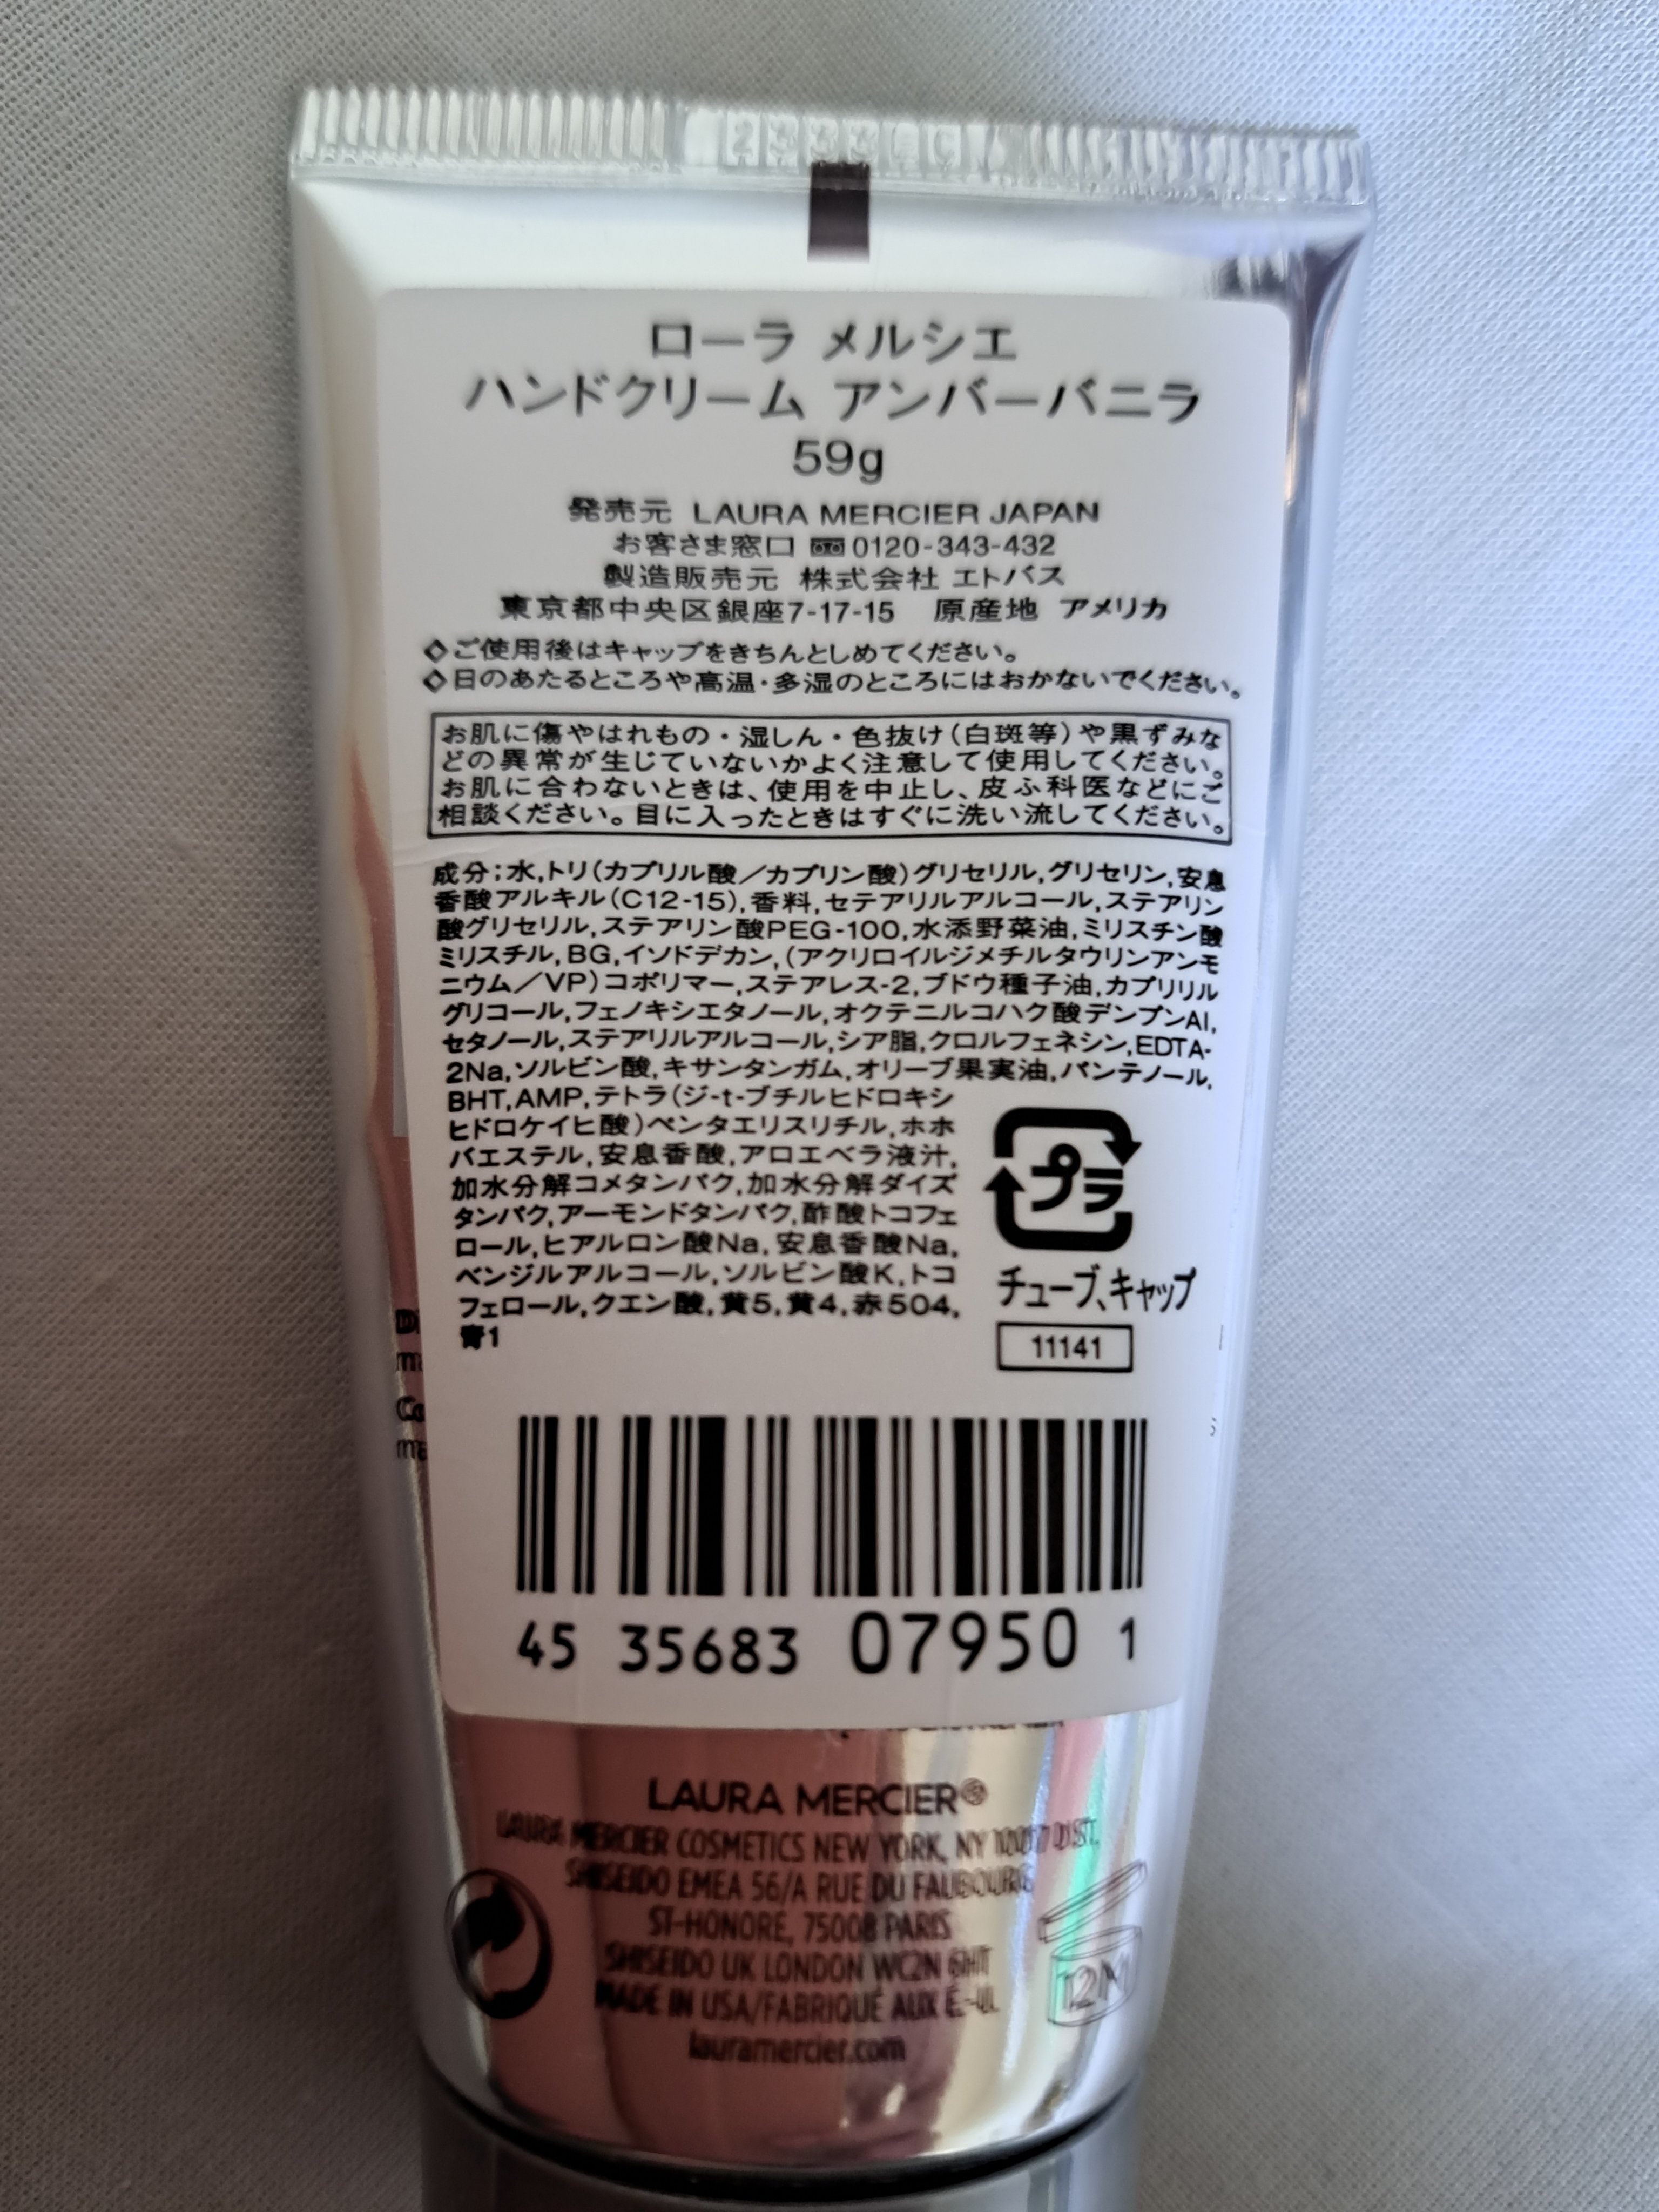 ローラ メルシエ
ハンドクリーム アンバーバニラ
59g
発売元 LAURA MERCIER JAPAN
お客さま窓口 0120-343-432
製造販売元 株式会社 エトバス
東京都中央区銀座7-17-15 原産地 アメリカ
◇ご使用後はキャップをきちんとしめてください。
◇日のあたるところや高温・多湿のところにはおかないでください。
お肌に傷やはれもの・湿しん・色抜け(白斑等)や黒ずみな
どの異常が生じていないかよく注意して使用してください。
お肌に合わないときは、使用を中止し、皮ふ科医などにご
相談ください。目に入ったときはすぐに洗い流してください。
成分:水,トリ(カプリル酸/カプリン酸)グリセリル,グリセリン,安息
香酸アルキル(C12-15),香料,セテアリルアルコール,ステアリン
酸グリセリル,ステアリン酸PEG-100,水添野菜油,ミリスチン酸
ミリスチル,BG,イソドデカン,(アクリロイルジメチルタウリンアンモ
ニウム/VP)コポリマー,ステアレス-2,ブドウ種子油,カプリリル
グリコール,フェノキシエタノール,オクテニルコハク酸デンプンAl,
セタノール,ステアリルアルコール,シア脂,クロルフェネシン,EDTA-
2Na,ソルビン酸,キサンタンガム,オリーブ果実油,パンテノール,
BHT,AMP,テトラ(ジ-t-ブチルヒドロキシ
ヒドロケイヒ酸)ペンタエリスリチル,ホホ
バエステル,安息香酸,アロエベラ液汁,
加水分解コメタンパク,加水分解ダイズ
タンパク,アーモンドタンパク,酢酸トコフェ
ロール,ヒアルロン酸Na,安息香酸Na,
ベンジルアルコール,ソルビン酸K,トコ
フェロール,クエン酸,黄5,黄4,赤504,
青1
プラ
チューブ、キャップ
11141
45 35683 07950 1
LAURA MERCIER®
LAURA MERCIER COSMETICS NEW YORK, NY 10017 DIST.
SHISEIDO EMEA 56/A RUE DU FAUBOURG
ST-HONORE, 75008 PARIS
SHISEIDO UK LONDON WC2N 6HT
MADE IN USA/FABRIQUÉ AUX É.-U.
12M
lauramercier.com